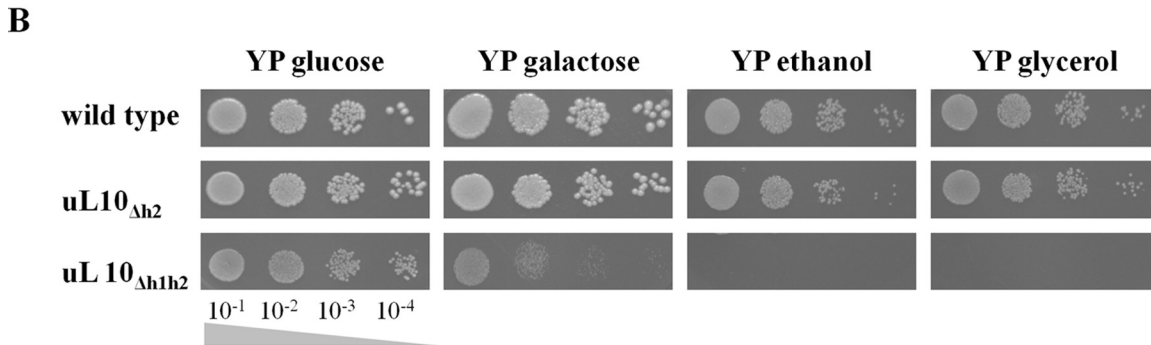 B
YP glucose YP galactose YP ethanol YP glycerol
wild type
uL10Δh2
uL 10Δh1h2
10-1 10-2 10-3 10-4